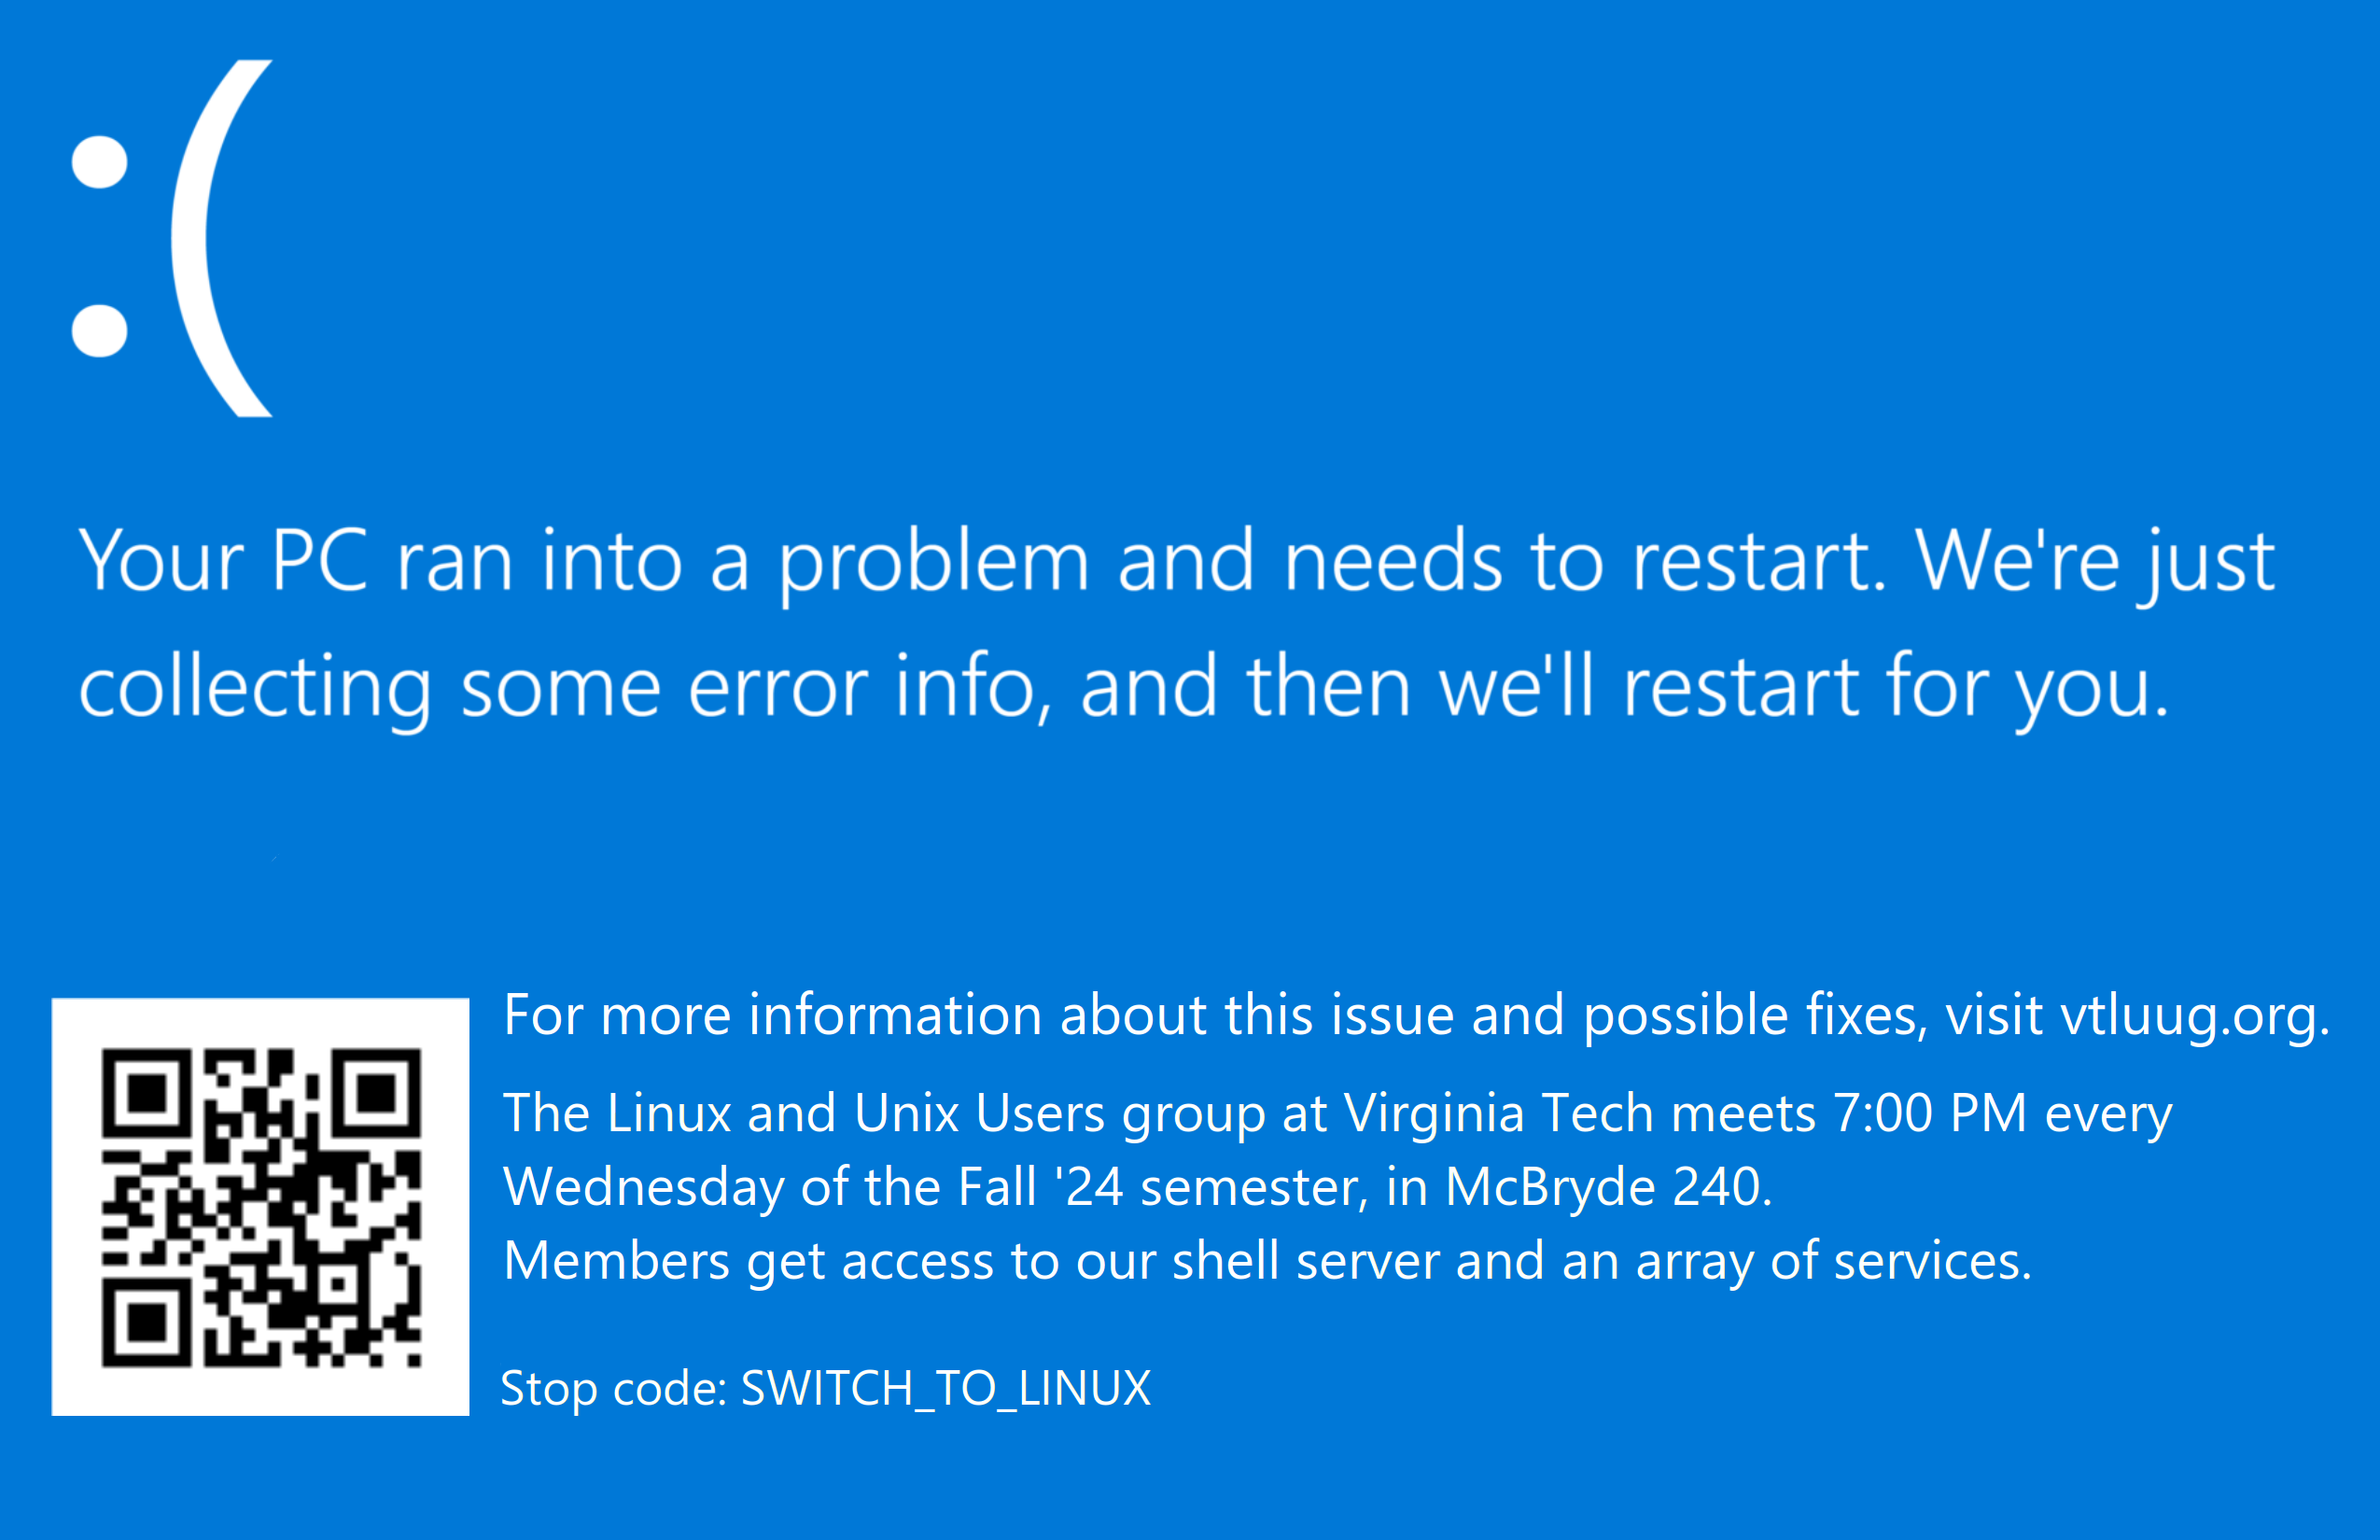 :(
Your PC ran into a problem and needs to restart. We're just
collecting some error info, and then we'll restart for you.
For more information about this issue and possible fixes, visit vtluug.org.
The Linux and Unix Users group at Virginia Tech meets 7:00 PM every
Wednesday of the Fall '24 semester, in McBryde 240.
Members get access to our shell server and an array of services.
Stop code: SWITCH_TO_LINUX